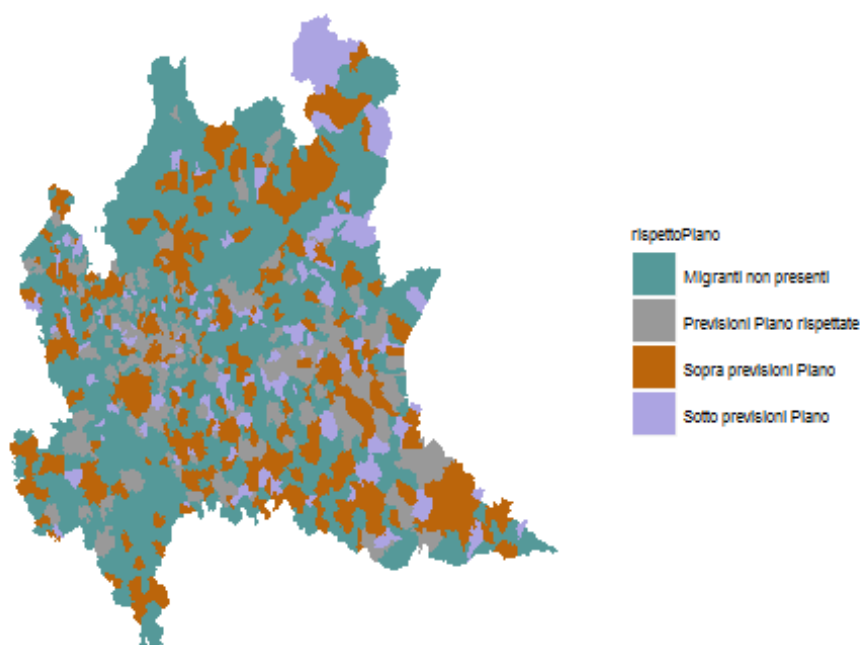 rispettoPiano
Migranti non presenti
Previsioni Piano rispettate
Sopra previsioni Piano
Sotto previsioni Piano